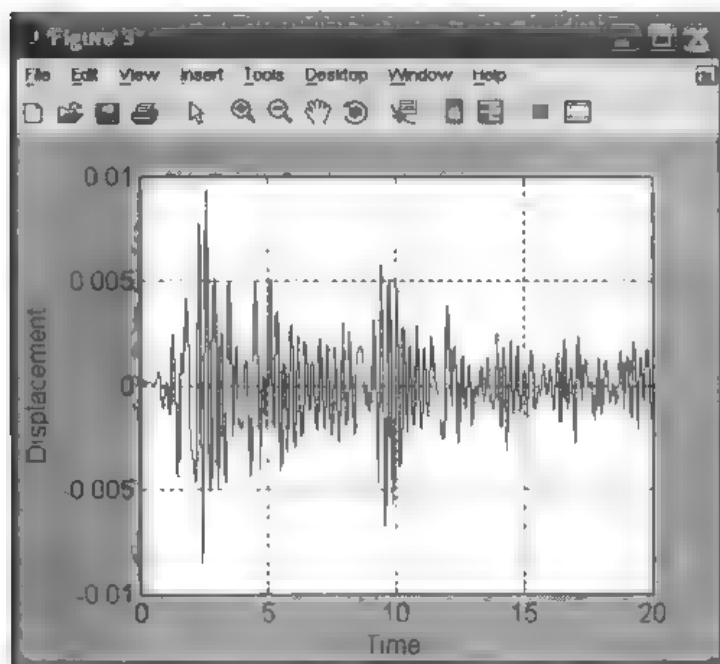 Figure 3
File Edit View Insert Tools Desktop Window Help
0.01
0.005
0
-0.005
-0.01
Displacement
0 5 10 15 20
Time